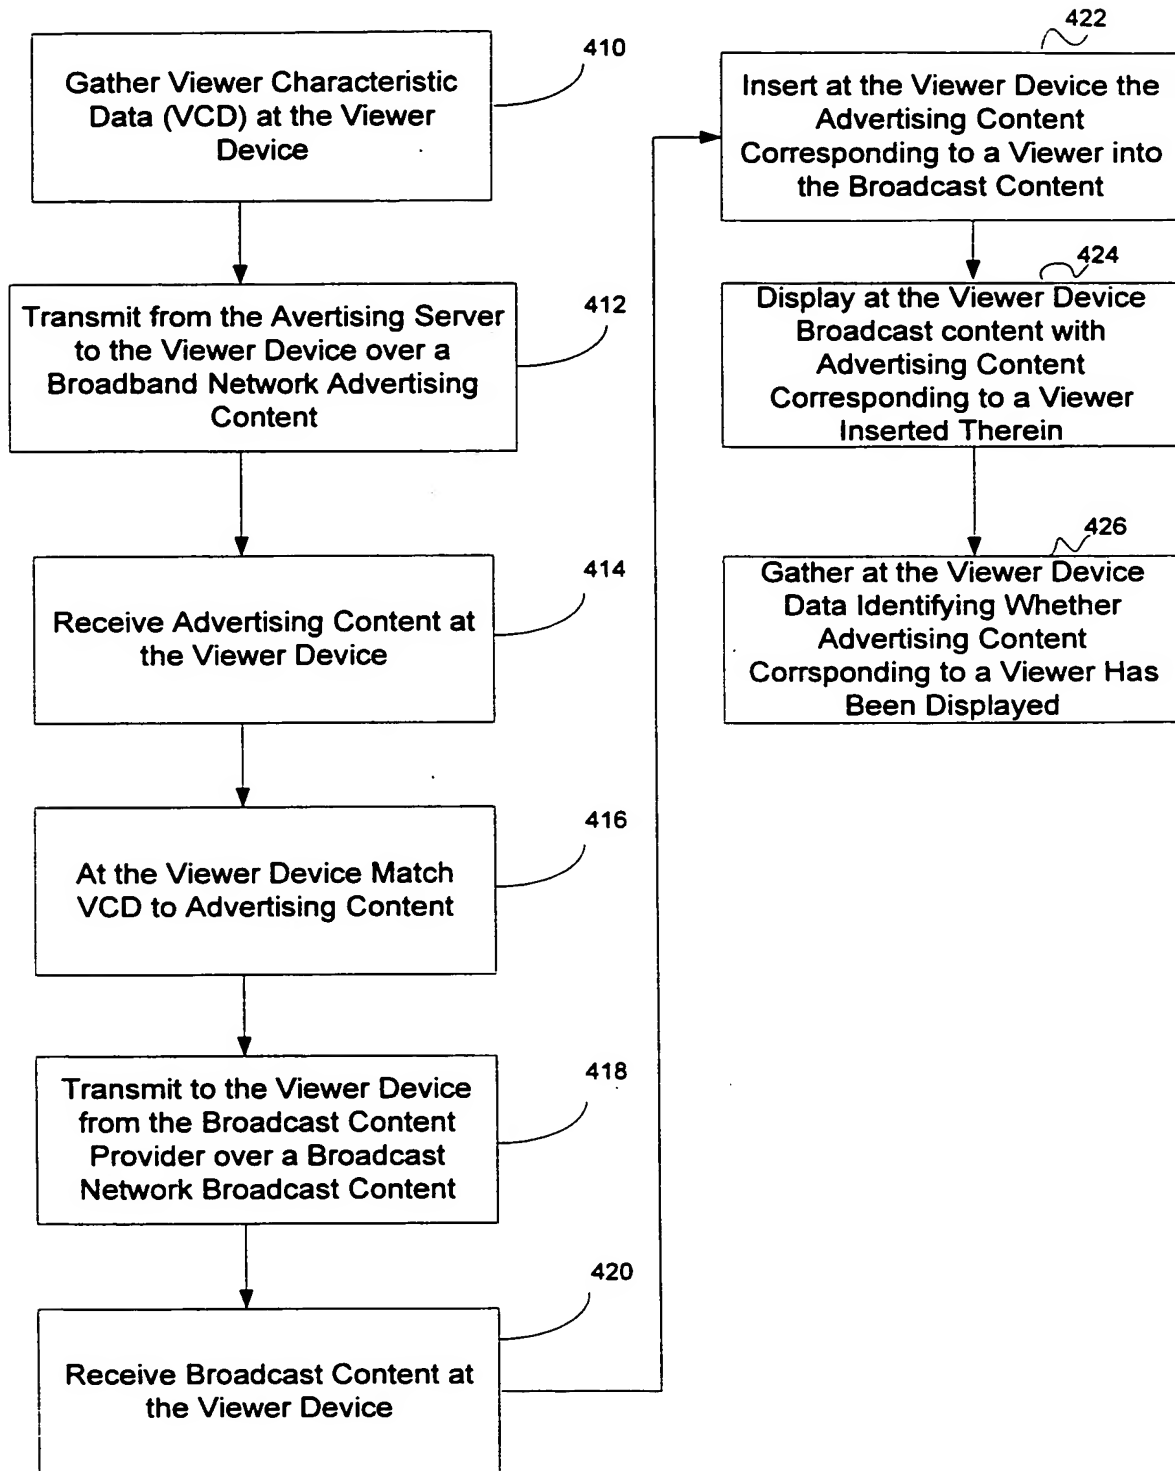 Gather Viewer Characteristic
Data (VCD) at the Viewer
Device
410
Transmit from the Avertising Server
to the Viewer Device over a
Broadband Network Advertising
Content
412
Receive Advertising Content at
the Viewer Device
414
At the Viewer Device Match
VCD to Advertising Content
416
Transmit to the Viewer Device
from the Broadcast Content
Provider over a Broadcast
Network Broadcast Content
418
Receive Broadcast Content at
the Viewer Device
420
422
Insert at the Viewer Device the
Advertising Content
Corresponding to a Viewer into
the Broadcast Content
424
Display at the Viewer Device
Broadcast content with
Advertising Content
Corresponding to a Viewer
Inserted Therein
426
Gather at the Viewer Device
Data Identifying Whether
Advertising Content
Corrsponding to a Viewer Has
Been Displayed